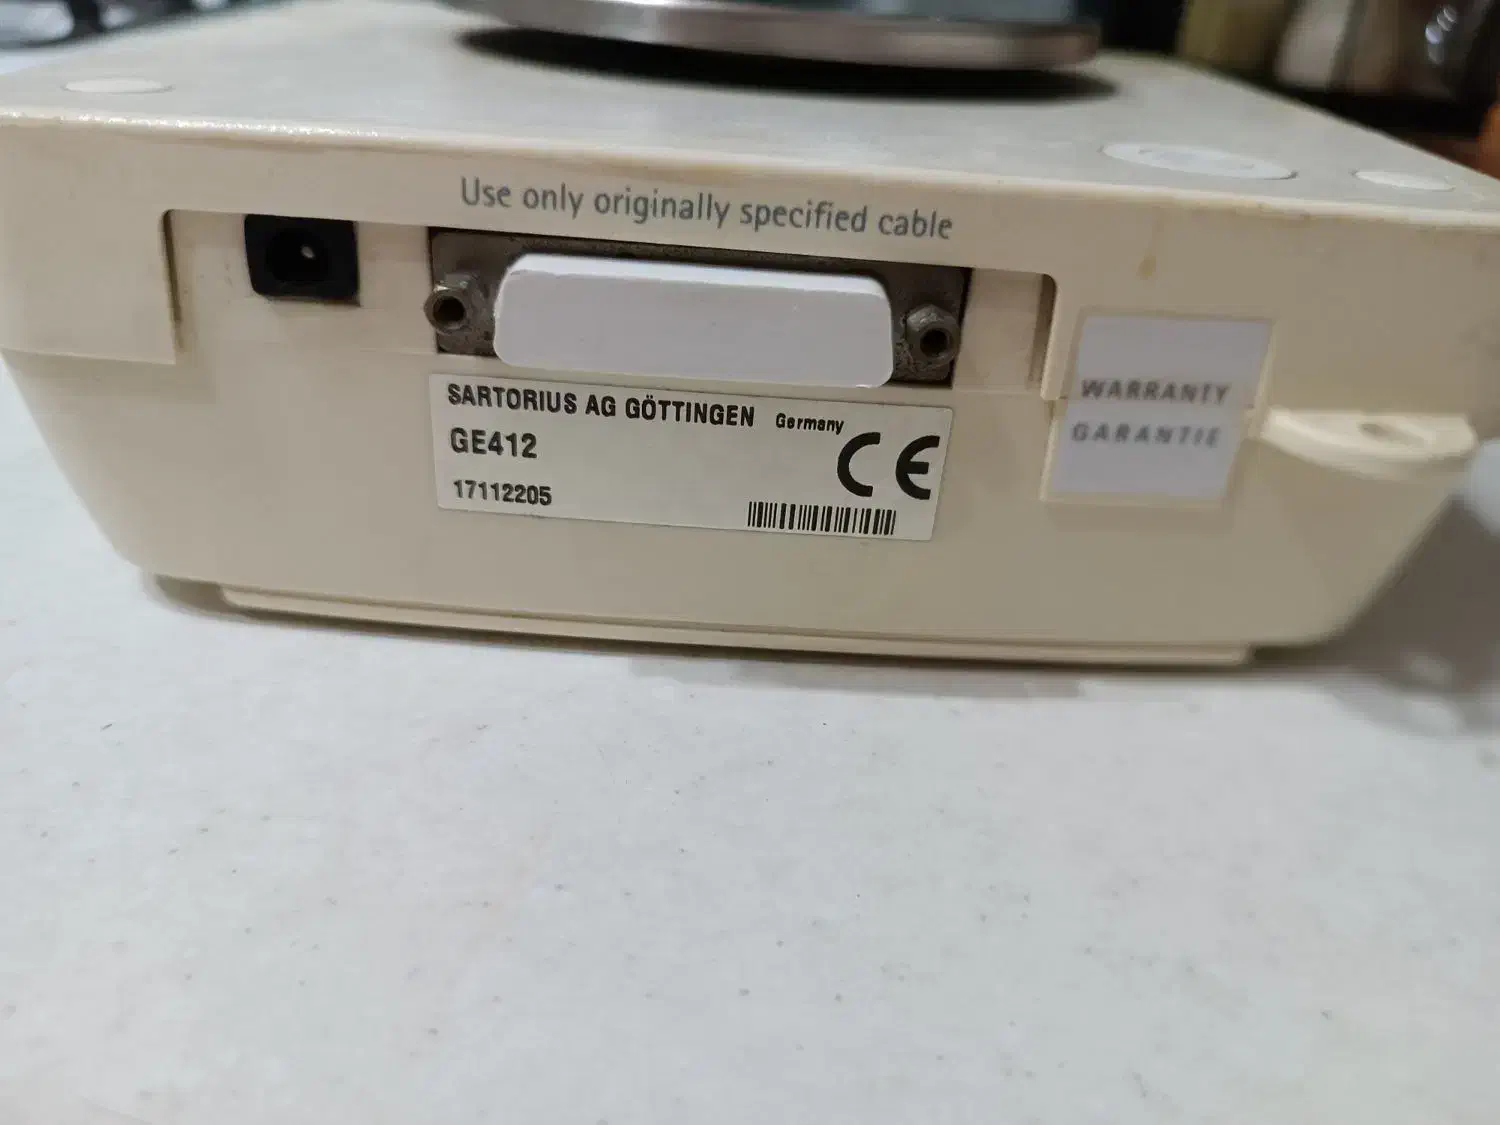 Use only originally specified cable
SARTORIUS AG GÖTTINGEN Germany
GE412
CE
17112205
WARRANTY
GARANTIE